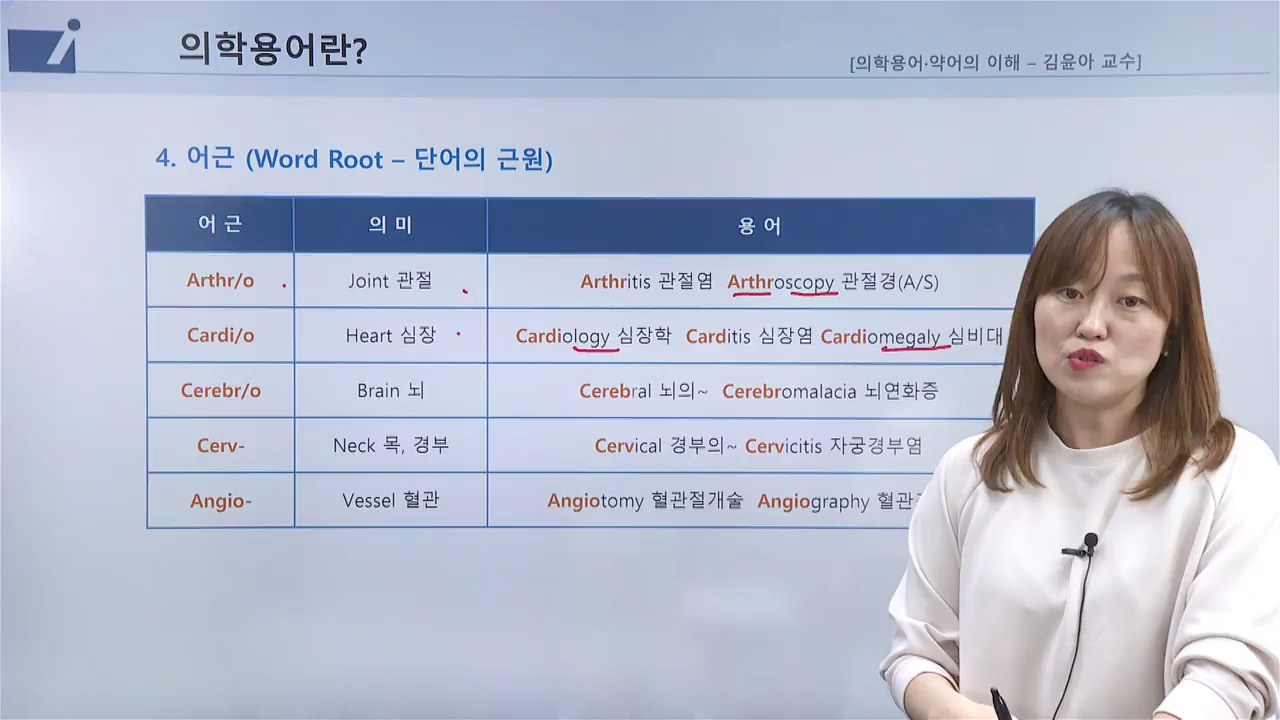 의학용어란?
[의학용어·약어의 이해 – 김윤아 교수]
4. 어근 (Word Root – 단어의 근원)
어 근 의 미 용 어
Arthr/o Joint 관절 Arthritis 관절염 Arthroscopy 관절경(A/S)
Cardi/o Heart 심장 Cardiology 심장학 Carditis 심장염 Cardiomegaly 심비대
Cerebr/o Brain 뇌 Cerebral 뇌의~ Cerebromalacia 뇌연화증
Cerv- Neck 목, 경부 Cervical 경부의~ Cervicitis 자궁경부염
Angio- Vessel 혈관 Angiotomy 혈관절개술 Angiography 혈관